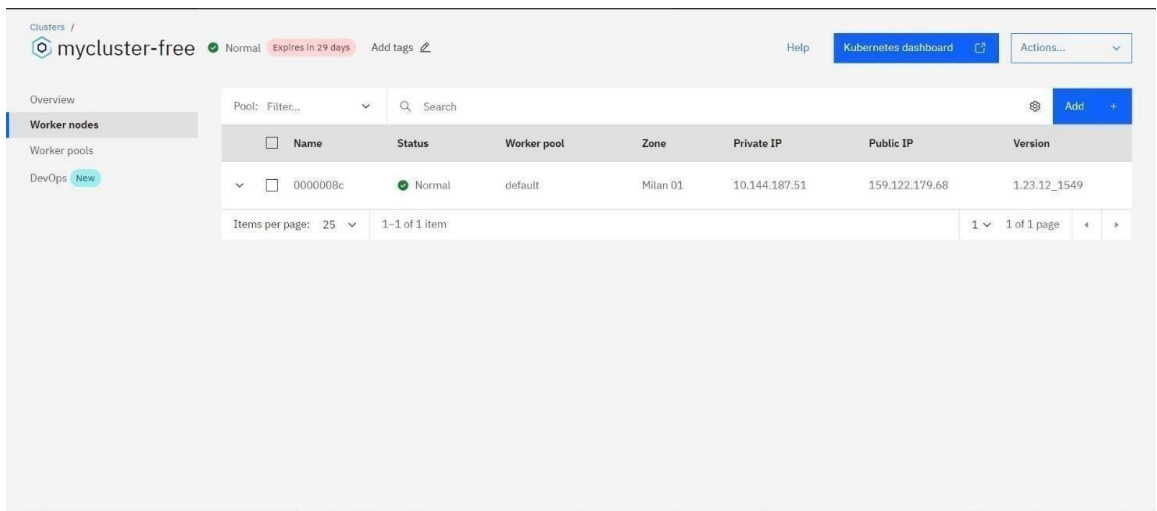 Clusters /
mycluster-free Normal Expires in 29 days Add tags Help Kubernetes dashboard Actions...
Overview
Worker nodes
Worker pools
DevOps New
Pool: Filter... Search Add +
Name Status Worker pool Zone Private IP Public IP Version
0000008c Normal default Milan 01 10.144.187.51 159.122.179.68 1.23.12_1549
Items per page: 25 1–1 of 1 item 1 1 of 1 page